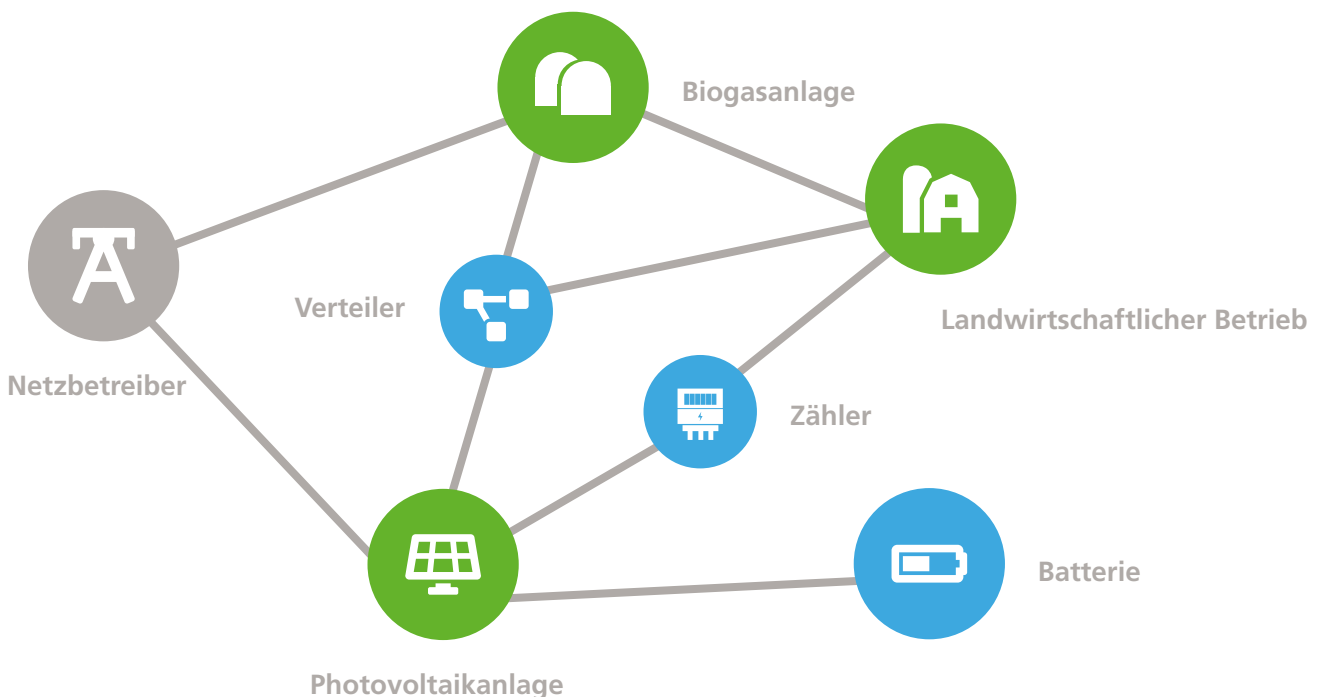 Biogasanlage
Verteiler
Landwirtschaftlicher Betrieb
Netzbetreiber
Zähler
Batterie
Photovoltaikanlage